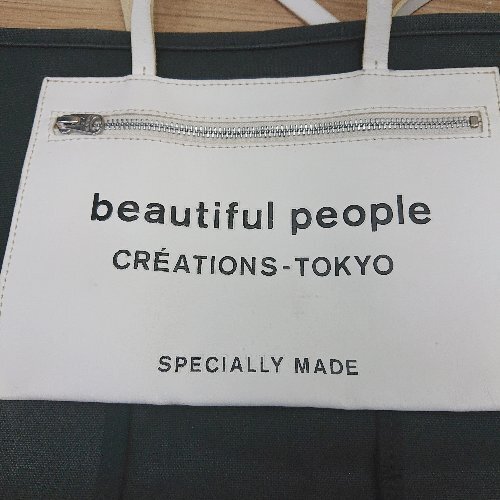 beautiful people
CRÉATIONS-TOKYO
SPECIALLY MADE